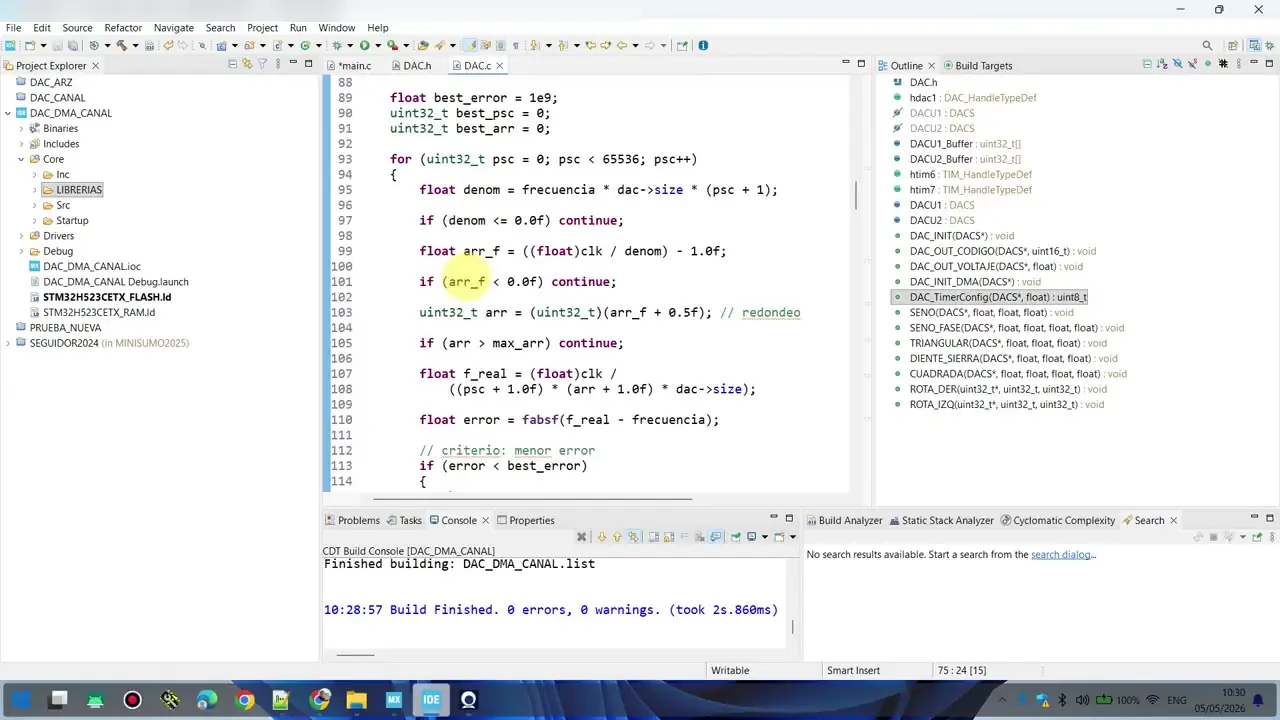 File Edit Source Refactor Navigate Search Project Run Window Help
Project Explorer
DAC_ARZ
DAC_CANAL
DAC_DMA_CANAL
Binaries
Includes
Core
Inc
LIBRERIAS
Src
Startup
Drivers
Debug
DAC_DMA_CANAL.ioc
DAC_DMA_CANAL Debug.launch
STM32H523CETX_FLASH.ld
STM32H523CETX_RAM.ld
PRUEBA_NUEVA
SEGUIDOR2024 (in MINISUMO2025)
*main.c DAC.h DAC.c
88
89 float best_error = 1e9;
90 uint32_t best_psc = 0;
91 uint32_t best_arr = 0;
92
93 for (uint32_t psc = 0; psc < 65536; psc++)
94 {
95 float denom = frecuencia * dac->size * (psc + 1);
96
97 if (denom <= 0.0f) continue;
98
99 float arr_f = ((float)clk / denom) - 1.0f;
100
101 if (arr_f < 0.0f) continue;
102
103 uint32_t arr = (uint32_t)(arr_f + 0.5f); // redondeo
104
105 if (arr > max_arr) continue;
106
107 float f_real = (float)clk /
108 ((psc + 1.0f) * (arr + 1.0f) * dac->size);
109
110 float error = fabsf(f_real - frecuencia);
111
112 // criterio: menor error
113 if (error < best_error)
114 {
Outline Build Targets
DAC.h
hdac1 : DAC_HandleTypeDef
DACU1 : DACS
DACU2 : DACS
DACU1_Buffer : uint32_t[]
DACU2_Buffer : uint32_t[]
htim6 : TIM_HandleTypeDef
htim7 : TIM_HandleTypeDef
DACU1 : DACS
DACU2 : DACS
DAC_INIT(DACS*) : void
DAC_OUT_CODIGO(DACS*, uint16_t) : void
DAC_OUT_VOLTAJE(DACS*, float) : void
DAC_INIT_DMA(DACS*) : void
DAC_TimerConfig(DACS*, float) : uint8_t
SENO(DACS*, float, float, float) : void
SENO_FASE(DACS*, float, float, float, float) : void
TRIANGULAR(DACS*, float, float, float) : void
DIENTE_SIERRA(DACS*, float, float, float) : void
CUADRADA(DACS*, float, float, float, float) : void
ROTA_DER(uint32_t*, uint32_t, uint32_t) : void
ROTA_IZQ(uint32_t*, uint32_t, uint32_t) : void
Problems Tasks Console Properties
CDT Build Console [DAC_DMA_CANAL]
Finished building: DAC_DMA_CANAL.list
10:28:57 Build Finished. 0 errors, 0 warnings. (took 2s.860ms)
Build Analyzer Static Stack Analyzer Cyclomatic Complexity Search
No search results available. Start a search from the search dialog...
Writable Smart Insert 75 : 24 [15]
MX IDE 100% ENG 10:30
05/05/2026